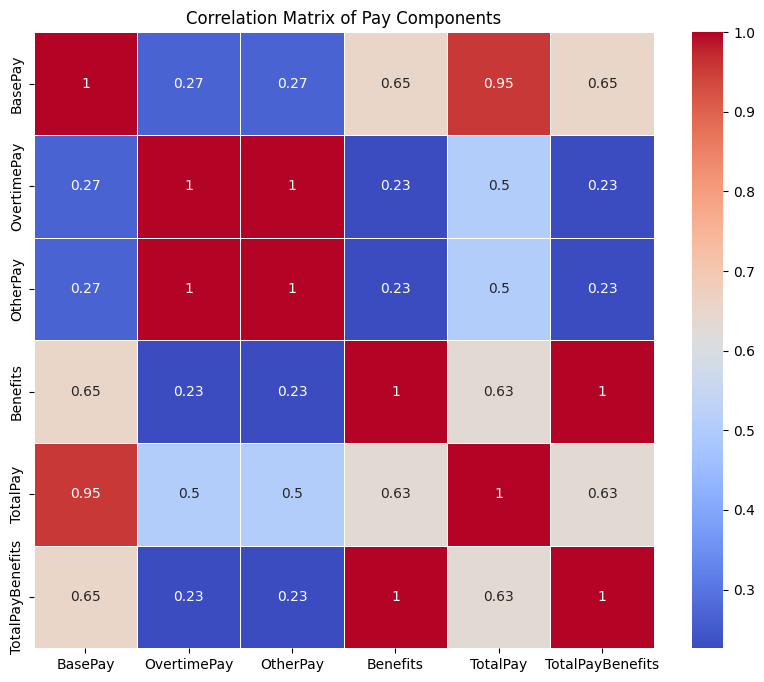 Correlation Matrix of Pay Components
BasePay 1 0.27 0.27 0.65 0.95 0.65
OvertimePay 0.27 1 1 0.23 0.5 0.23
OtherPay 0.27 1 1 0.23 0.5 0.23
Benefits 0.65 0.23 0.23 1 0.63 1
TotalPay 0.95 0.5 0.5 0.63 1 0.63
TotalPayBenefits 0.65 0.23 0.23 1 0.63 1
BasePay OvertimePay OtherPay Benefits TotalPay TotalPayBenefits
1.0
0.9
0.8
0.7
0.6
0.5
0.4
0.3